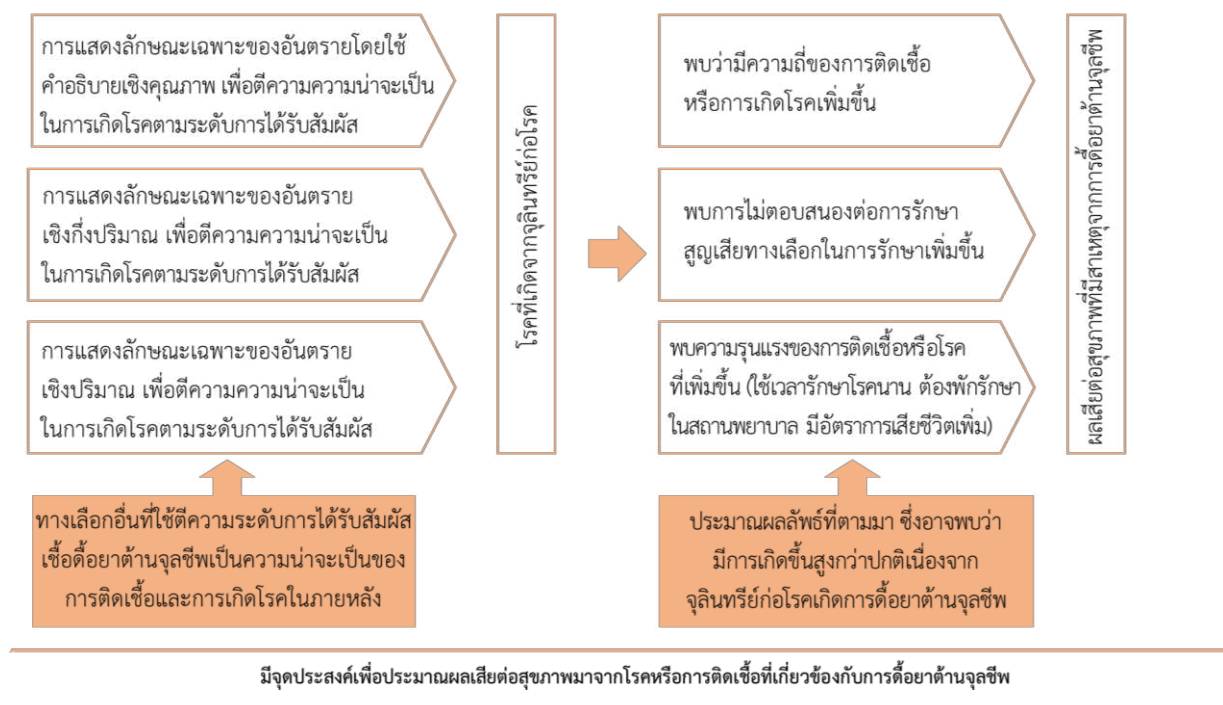 การแสดงลักษณะเฉพาะของอันตรายโดยใช้
คำอธิบายเชิงคุณภาพ เพื่อตีความความน่าจะเป็น
ในการเกิดโรคตามระดับการได้รับสัมผัส
การแสดงลักษณะเฉพาะของอันตราย
เชิงกึ่งปริมาณ เพื่อตีความความน่าจะเป็น
ในการเกิดโรคตามระดับการได้รับสัมผัส
การแสดงลักษณะเฉพาะของอันตราย
เชิงปริมาณ เพื่อตีความความน่าจะเป็น
ในการเกิดโรคตามระดับการได้รับสัมผัส
ทางเลือกอื่นที่ใช้ตีความระดับการได้รับสัมผัส
เชื้อดื้อยาต้านจุลชีพเป็นความน่าจะเป็นของ
การติดเชื้อและการเกิดโรคในภายหลัง
โรคที่เกิดจากจุลินทรีย์ก่อโรค
พบว่ามีความถี่ของการติดเชื้อ
หรือการเกิดโรคเพิ่มขึ้น
พบการไม่ตอบสนองต่อการรักษา
สูญเสียทางเลือกในการรักษาเพิ่มขึ้น
พบความรุนแรงของการติดเชื้อหรือโรค
ที่เพิ่มขึ้น (ใช้เวลารักษาโรคนาน ต้องพักรักษา
ในสถานพยาบาล มีอัตราการเสียชีวิตเพิ่ม)
ประมาณผลลัพธ์ที่ตามมา ซึ่งอาจพบว่า
มีการเกิดขึ้นสูงกว่าปกติเนื่องจาก
จุลินทรีย์ก่อโรคเกิดการดื้อยาต้านจุลชีพ
ผลเสียต่อสุขภาพที่มีสาเหตุจากการดื้อยาต้านจุลชีพ
มีจุดประสงค์เพื่อประมาณผลเสียต่อสุขภาพมาจากโรคหรือการติดเชื้อที่เกี่ยวข้องกับการดื้อยาต้านจุลชีพ